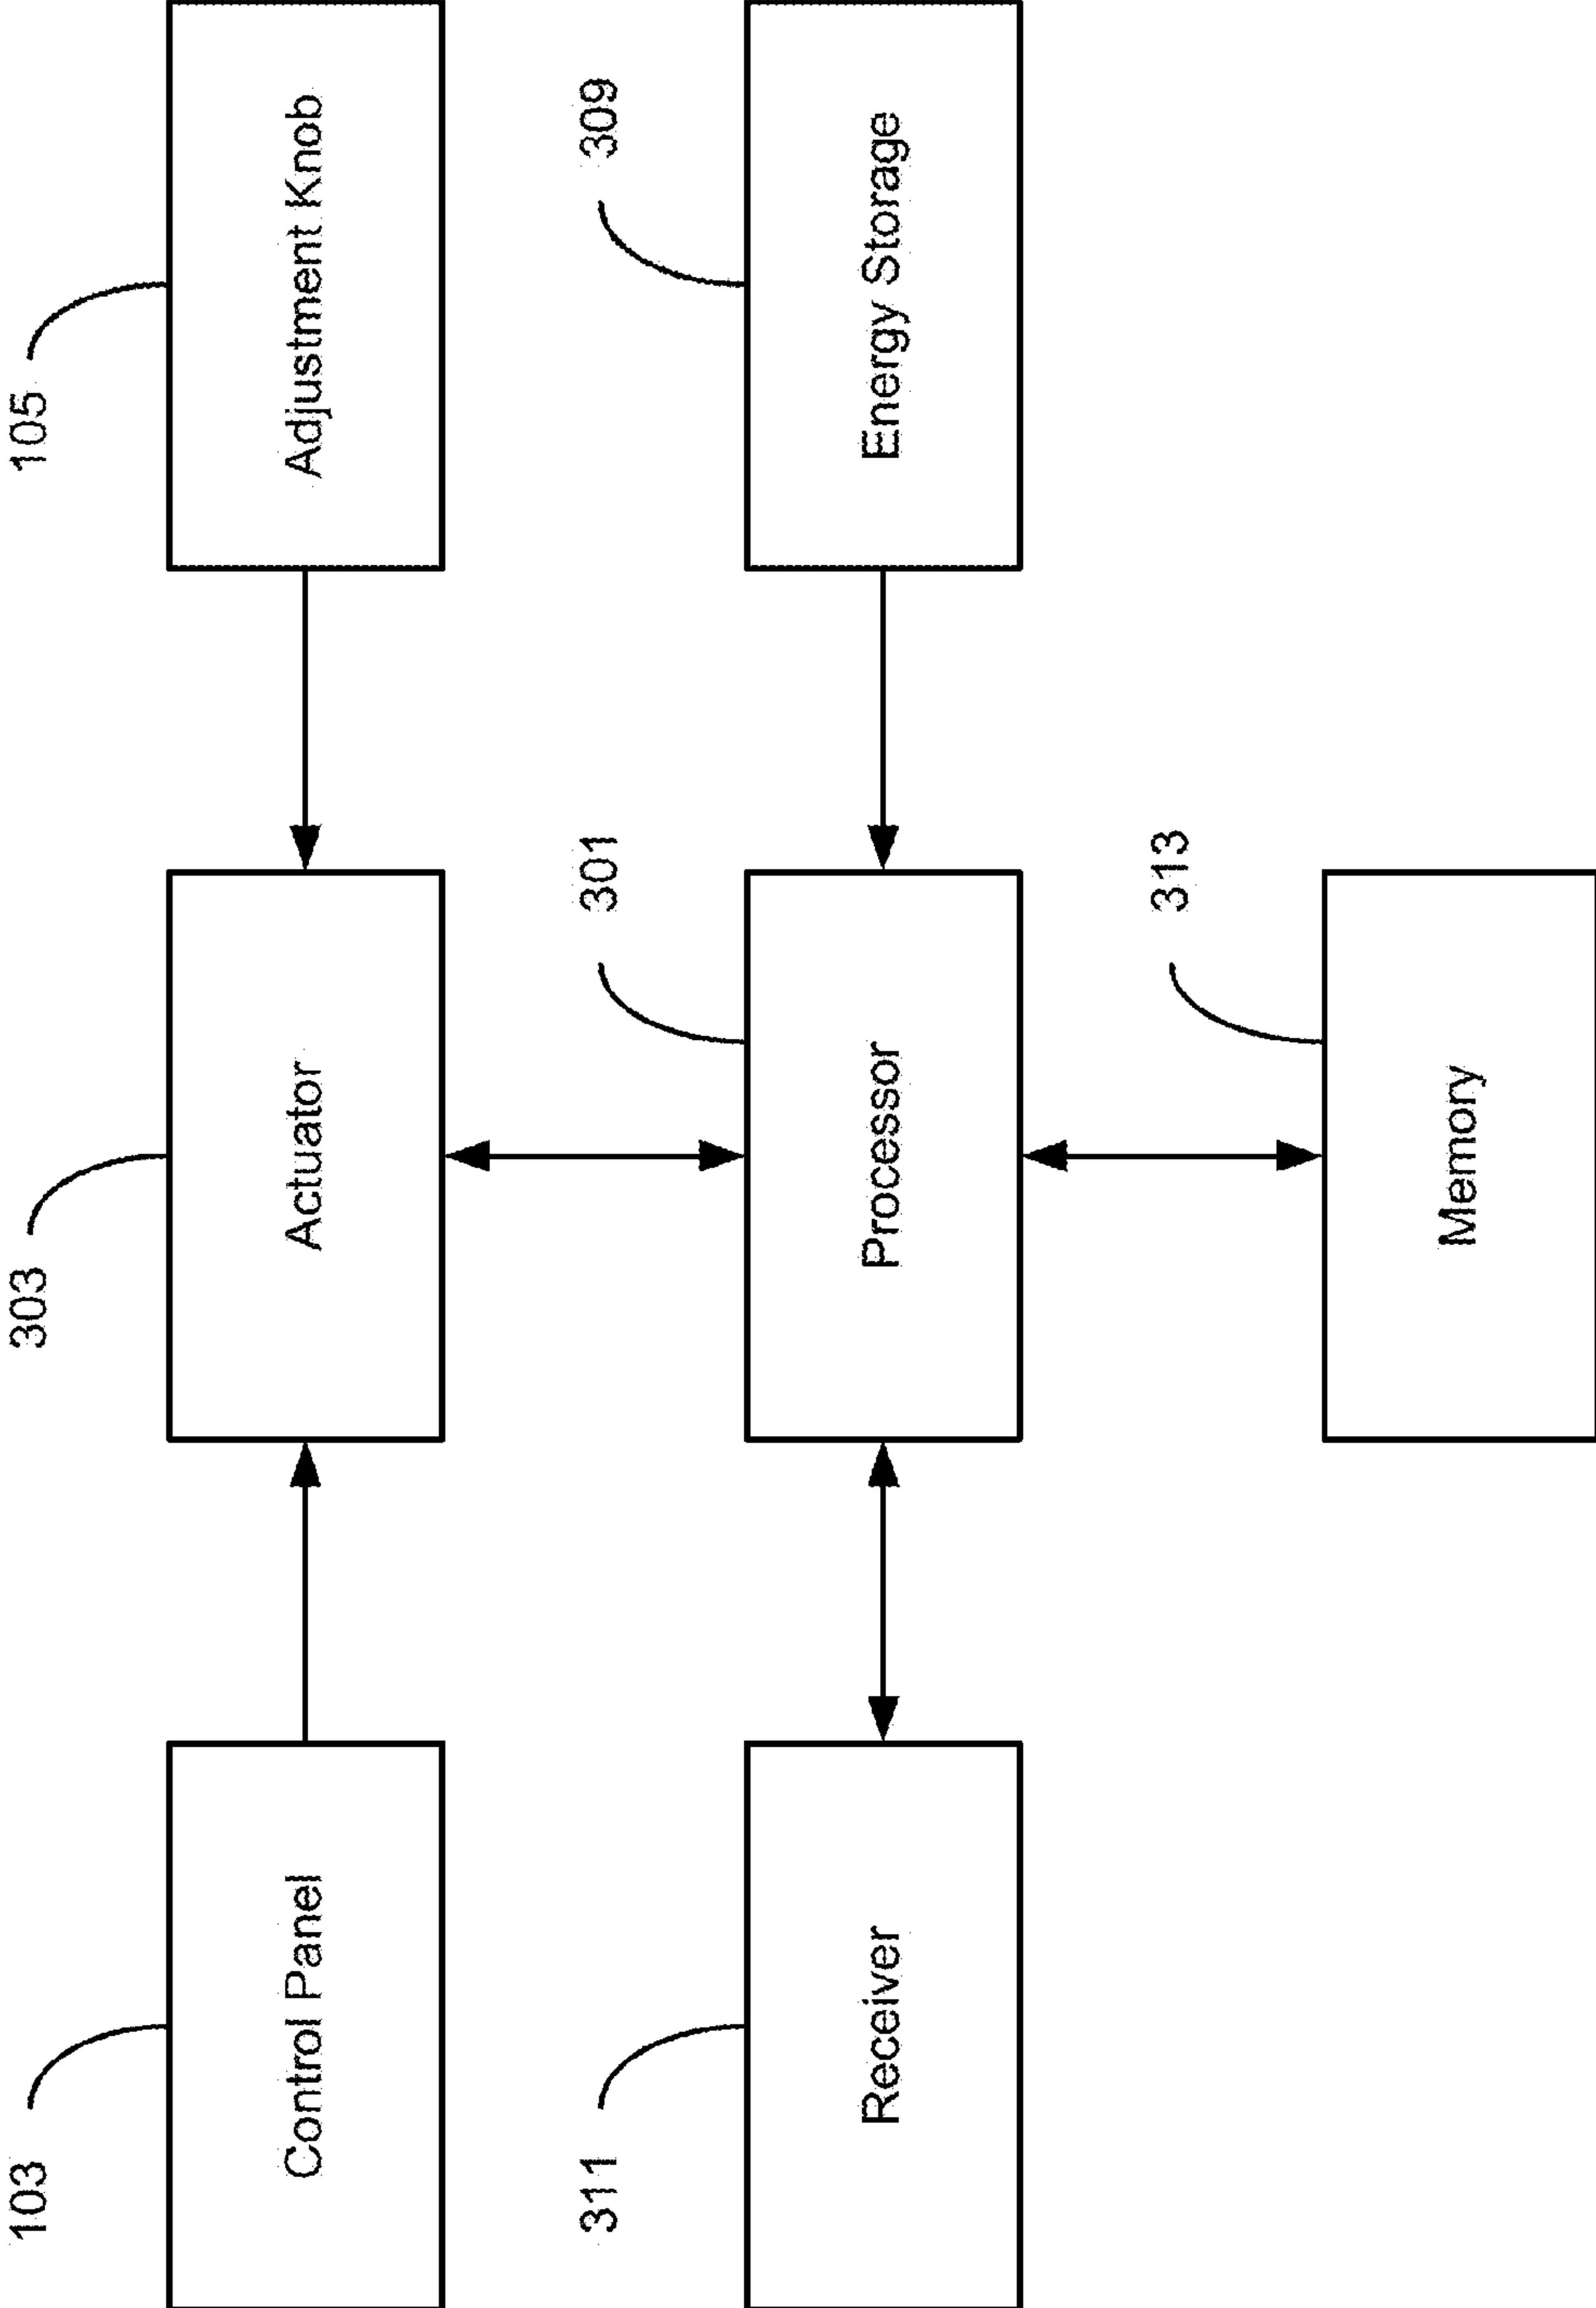 103
Control Panel
303
Actuator
105
Adjustment Knob
311
Receiver
301
Processor
309
Energy Storage
313
Memory